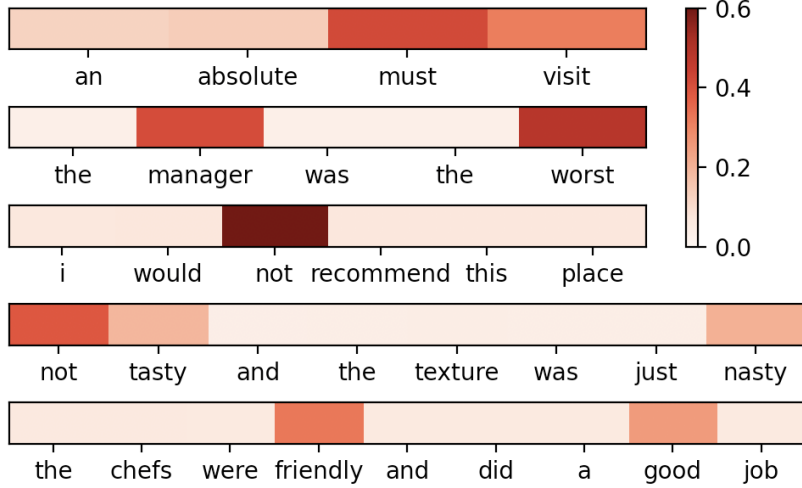 an absolute must visit
the manager was the worst
i would not recommend this place
not tasty and the texture was just nasty
the chefs were friendly and did a good job
0.6
0.4
0.2
0.0